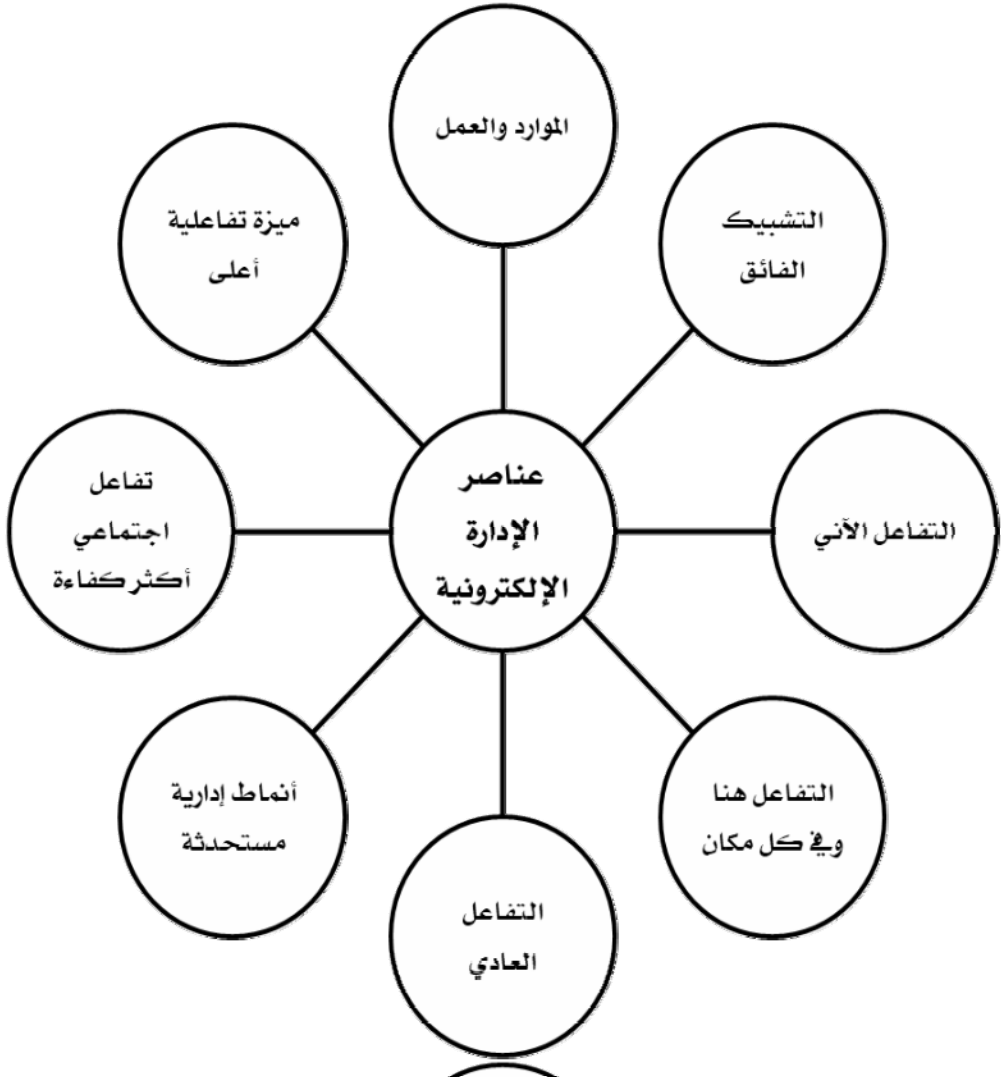 الموارد والعمل
التشبيك
الفائق
ميزة تفاعلية
أعلى
عناصر
الإدارة
الإلكترونية
التفاعل الآني
تفاعل
اجتماعي
أكثر كفاءة
التفاعل هنا
وفي كل مكان
أنماط إدارية
مستحدثة
التفاعل
العادي